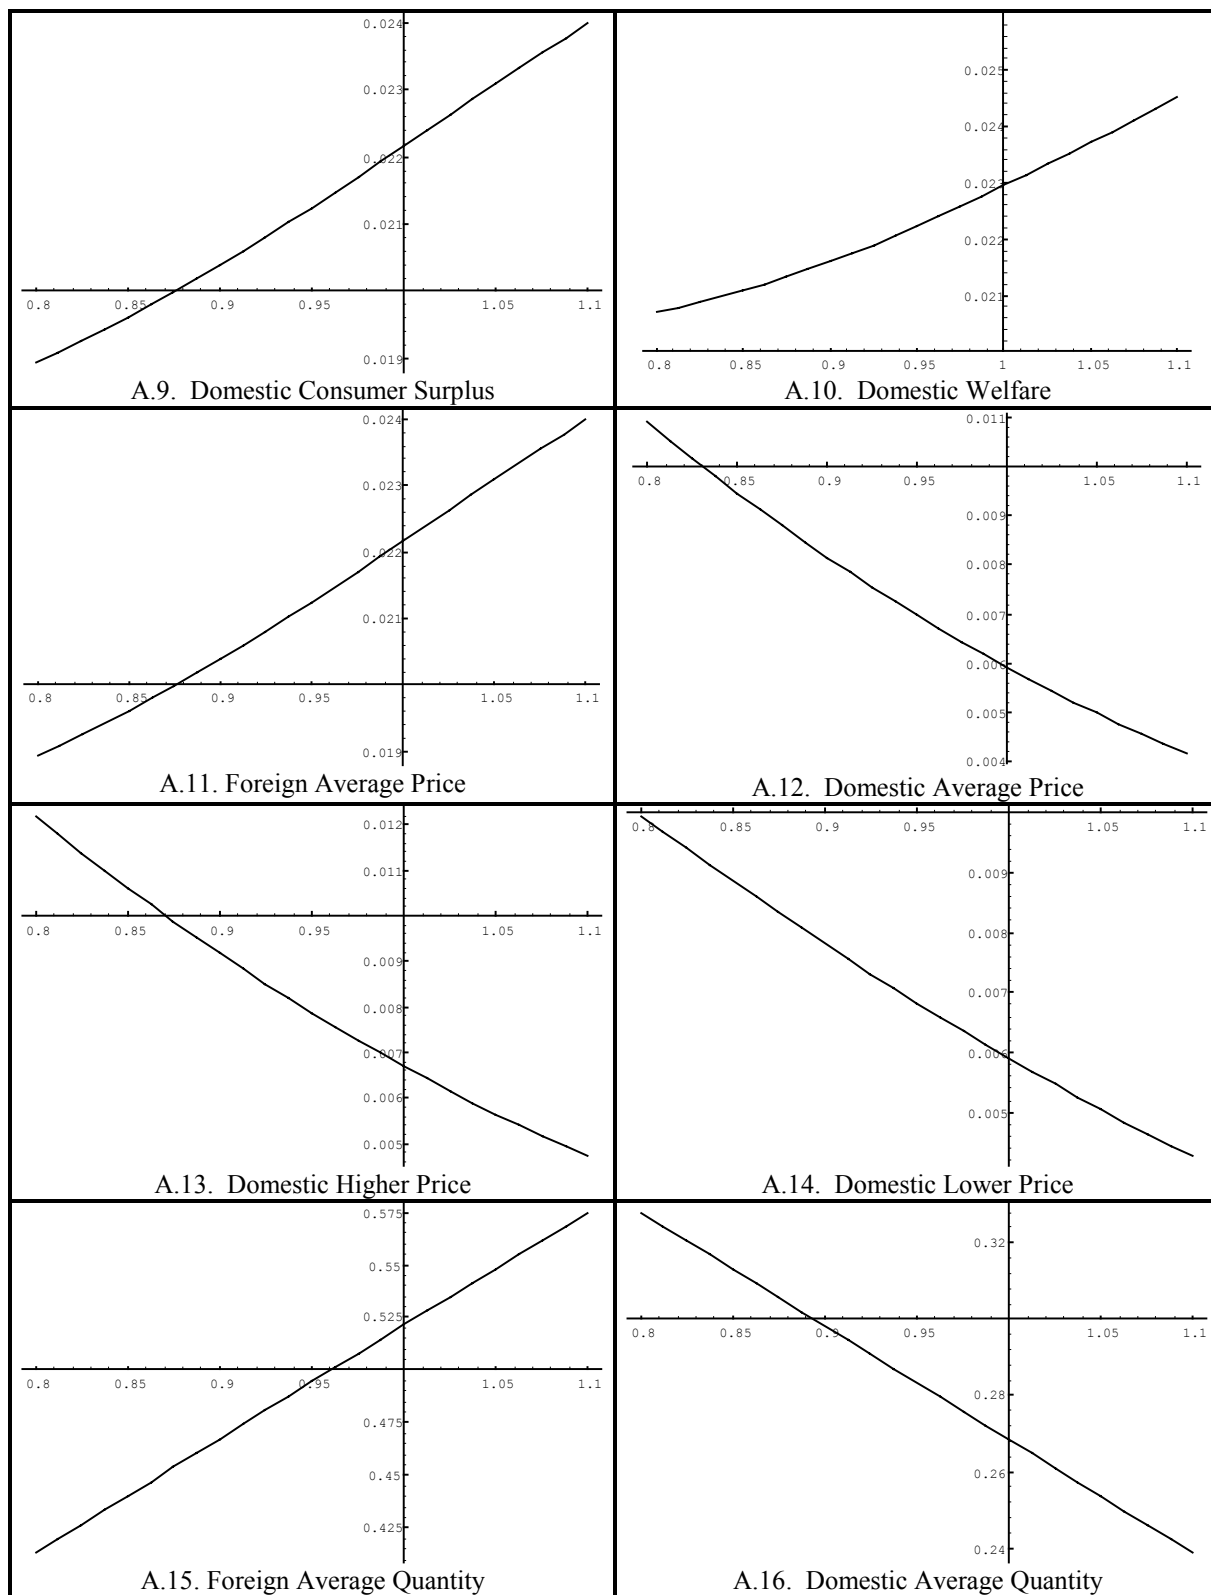 0.024
0.023
0.022
0.021
0.8 0.85 0.9 0.95 1.05 1.1
0.019
A.9. Domestic Consumer Surplus
0.025
0.024
0.023
0.022
0.021
0.8 0.85 0.9 0.95 1 1.05 1.1
A.10. Domestic Welfare
0.024
0.023
0.022
0.021
0.8 0.85 0.9 0.95 1.05 1.1
0.019
A.11. Foreign Average Price
0.011
0.8 0.85 0.9 0.95 1.05 1.1
0.009
0.008
0.007
0.006
0.005
0.004
A.12. Domestic Average Price
0.012
0.011
0.8 0.85 0.9 0.95 1.05 1.1
0.009
0.008
0.007
0.006
0.005
A.13. Domestic Higher Price
0.8 0.85 0.9 0.95 1.05 1.1
0.009
0.008
0.007
0.006
0.005
A.14. Domestic Lower Price
0.575
0.55
0.525
0.8 0.85 0.9 0.95 1.05 1.1
0.475
0.45
0.425
A.15. Foreign Average Quantity
0.32
0.8 0.85 0.9 0.95 1.05 1.1
0.28
0.26
0.24
A.16. Domestic Average Quantity